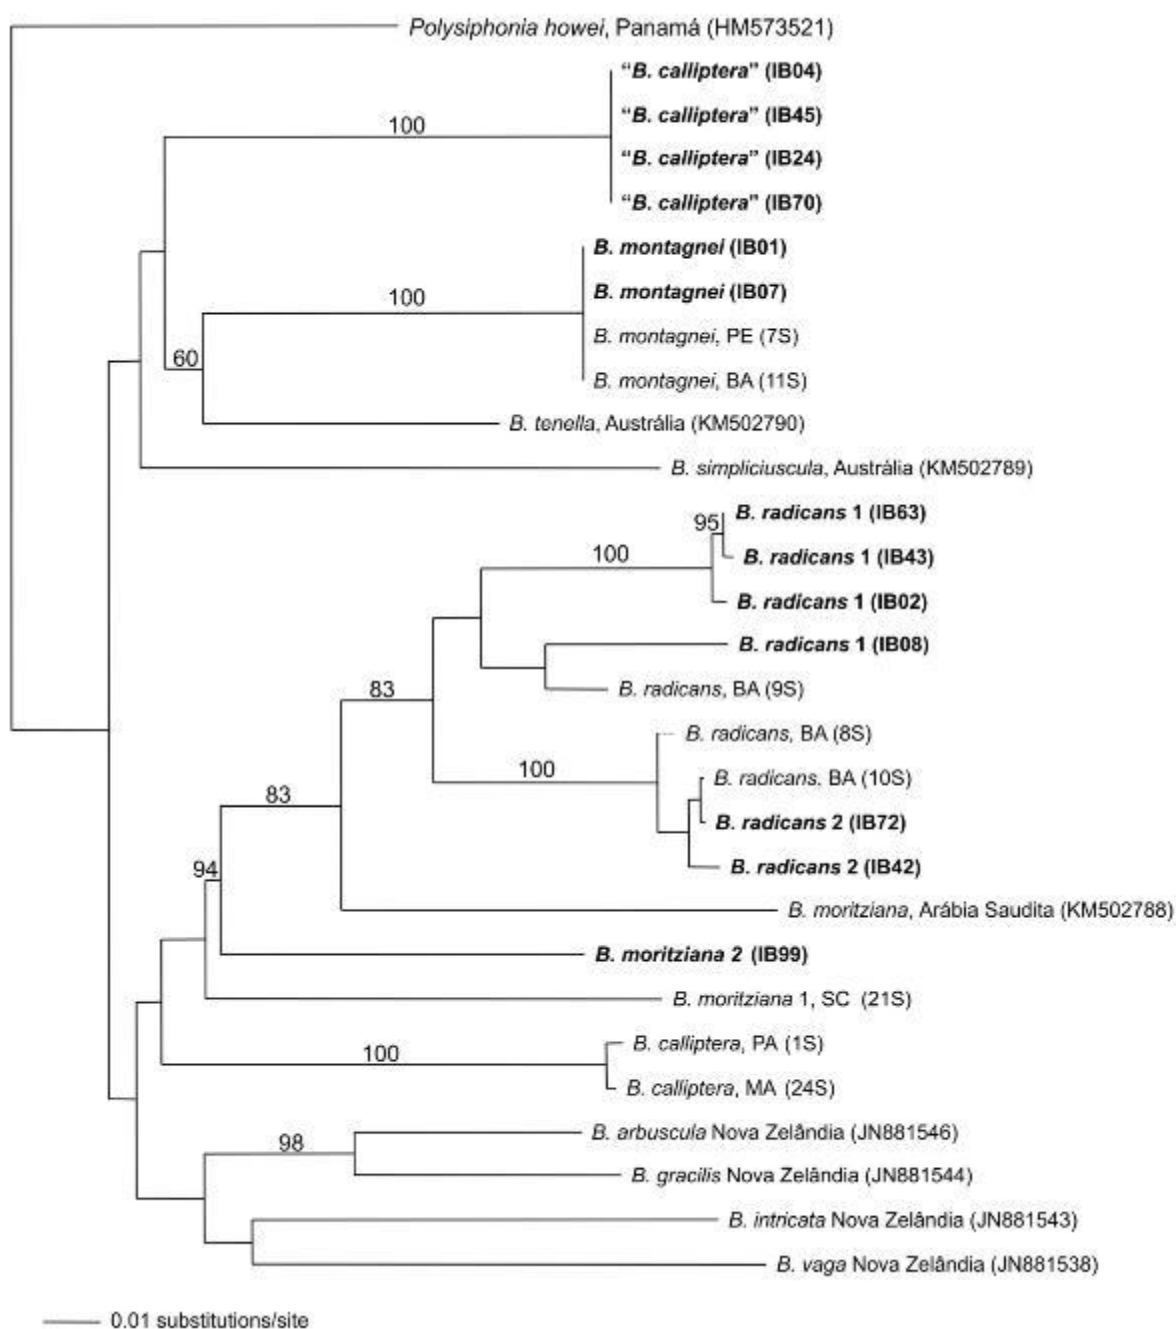 Polysiphonia howei, Panamá (HM573521)
“B. calliptera” (IB04)
100
“B. calliptera” (IB45)
“B. calliptera” (IB24)
“B. calliptera” (IB70)
B. montagnei (IB01)
100
B. montagnei (IB07)
B. montagnei, PE (7S)
60
B. montagnei, BA (11S)
B. tenella, Austrália (KM502790)
B. simpliciuscula, Austrália (KM502789)
95
B. radicans 1 (IB63)
100
B. radicans 1 (IB43)
B. radicans 1 (IB02)
B. radicans 1 (IB08)
83
B. radicans, BA (9S)
B. radicans, BA (8S)
100
B. radicans. BA (10S)
83
B. radicans 2 (IB72)
94
B. radicans 2 (IB42)
B. moritziana, Arábia Saudita (KM502788)
B. moritziana 2 (IB99)
B. moritziana 1, SC (21S)
100
B. calliptera, PA (1S)
B. calliptera, MA (24S)
98
B. arbuscula Nova Zelândia (JN881546)
B. gracilis Nova Zelândia (JN881544)
B. intricata Nova Zelândia (JN881543)
B. vaga Nova Zelândia (JN881538)
0.01 substitutions/site